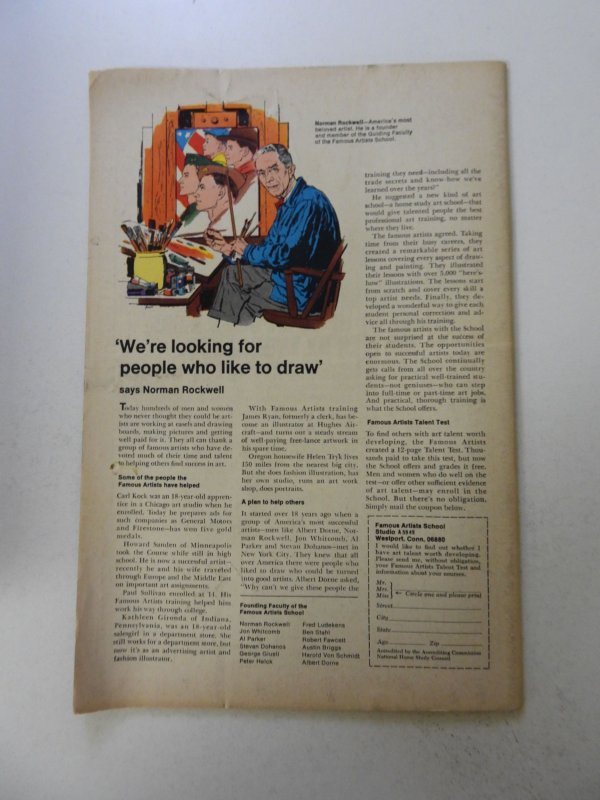 Norman Rockwell—America's most
beloved artist. He is a founder
and member of the Guiding Faculty
of the Famous Artists School.
'We're looking for
people who like to draw'
says Norman Rockwell
Today hundreds of men and women
who never thought they could be art-
ists are working at easels and drawing
boards, making pictures and getting
well paid for it. They all can thank a
group of famous artists who have de-
voted much of their time and talent
to helping others find success in art.
Some of the people the
Famous Artists have helped
Carl Kock was an 18-year-old appren-
tice in a Chicago art studio when he
enrolled. Today he prepares ads for
such companies as General Motors
and Firestone—has won five gold
medals.
Howard Sanden of Minneapolis
took the Course while still in high
school. He is now a successful artist—
recently he and his wife traveled
through Europe and the Middle East
on important art assignments.
Paul Sullivan enrolled at 14. His
Famous Artists training helped him
work his way through college.
Kathleen Gironda of Indiana,
Pennsylvania, was an 18-year-old
salesgirl in a department store. She
still works for a department store, but
now it's as an advertising artist and
fashion illustrator.
With Famous Artists training
James Ryan, formerly a clerk, has be-
come an illustrator at Hughes Air-
craft—and turns out a steady stream
of well-paying free-lance artwork in
his spare time.
Oregon housewife Helen Tryk lives
150 miles from the nearest big city.
But she does fashion illustration, has
her own studio, runs an art work
shop, does portraits.
A plan to help others
It started over 18 years ago when a
group of America's most successful
artists—men like Albert Dorne, Nor-
man Rockwell, Jon Whitcomb, Al
Parker and Stevan Dohanos—met in
New York City. They knew that all
over America there were people who
liked to draw who could be turned
into good artists. Albert Dorne asked,
"Why can't we give these people the
Founding Faculty of the
Famous Artists School
Norman Rockwell
Jon Whitcomb
Al Parker
Stevan Dohanos
George Giusti
Peter Helck
Fred Ludekens
Ben Stahl
Robert Fawcett
Austin Briggs
Harold Von Schmidt
Albert Dorne
training they need—including all the
trade secrets and know-how we've
learned over the years?"
He suggested a new kind of art
school—a home study art school—that
would give talented people the best
professional art training, no matter
where they live.
The famous artists agreed. Taking
time from their busy careers, they
created a remarkable series of art
lessons covering every aspect of draw-
ing and painting. They illustrated
their lessons with over 5,000 "here's-
how" illustrations. The lessons start
from scratch and cover every skill a
top artist needs. Finally, they de-
veloped a wonderful way to give each
student personal correction and ad-
vice all through his training.
The famous artists with the School
are not surprised at the success of
their students. The opportunities
open to successful artists today are
enormous. The School continually
gets calls from all over the country
asking for practical well-trained stu-
dents—not geniuses—who can step
into full-time or part-time art jobs.
And practical, thorough training is
what the School offers.
Famous Artists Talent Test
To find others with art talent worth
developing, the Famous Artists
created a 12-page Talent Test. Thou-
sands paid to take this test, but now
the School offers and grades it free.
Men and women who do well on the
test—or offer other sufficient evidence
of art talent—may enroll in the
School. But there's no obligation.
Simply mail the coupon below.
Famous Artists School
Studio
Westport, Conn. 06880
I would like to find out whether I
have art talent worth developing.
Please send me, without obligation,
your Famous Artists Talent Test and
information about your courses.
Mr.
Mrs.
Miss
← Circle one and please print
Street
City
State
Age Zip
Accredited by the Accrediting Commission
National Home Study Council